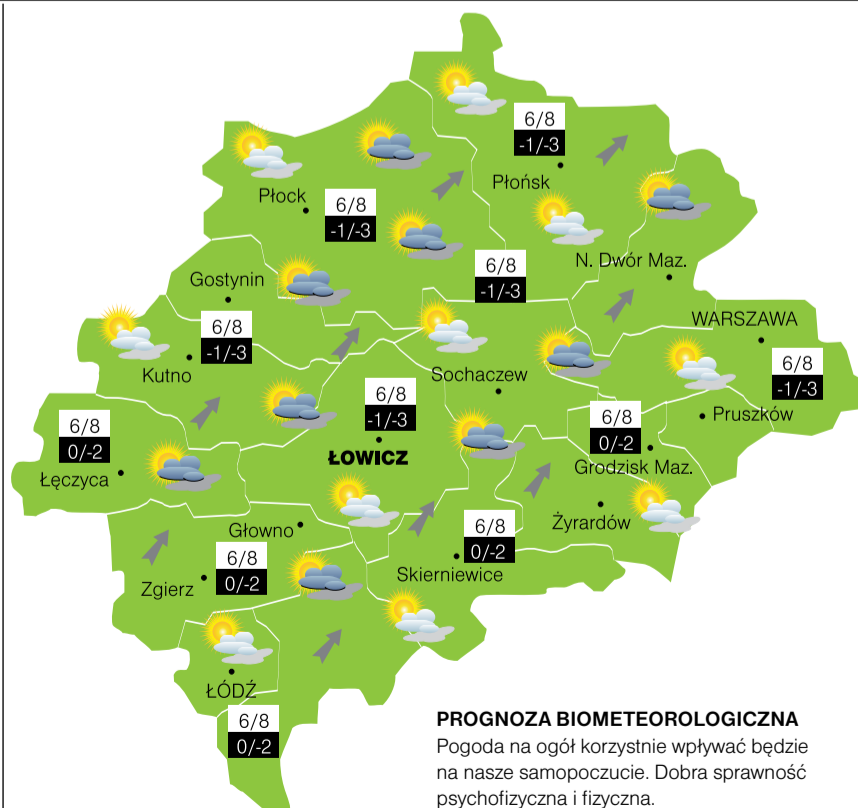 6/8
-1/-3
Płońsk
Płock
6/8
-1/-3
6/8
-1/-3
N. Dwór Maz.
Gostynin
6/8
-1/-3
Kutno
WARSZAWA
6/8
-1/-3
Sochaczew
6/8
-1/-3
ŁOWICZ
Pruszków
6/8
0/-2
Grodzisk Maz.
6/8
0/-2
Łęczyca
Żyrardów
Głowno
6/8
0/-2
Skierniewice
6/8
0/-2
Zgierz
ŁÓDŹ
6/8
0/-2
PROGNOZA BIOMETEOROLOGICZNA
Pogoda na ogół korzystnie wpływać będzie
na nasze samopoczucie. Dobra sprawność
psychofizyczna i fizyczna.